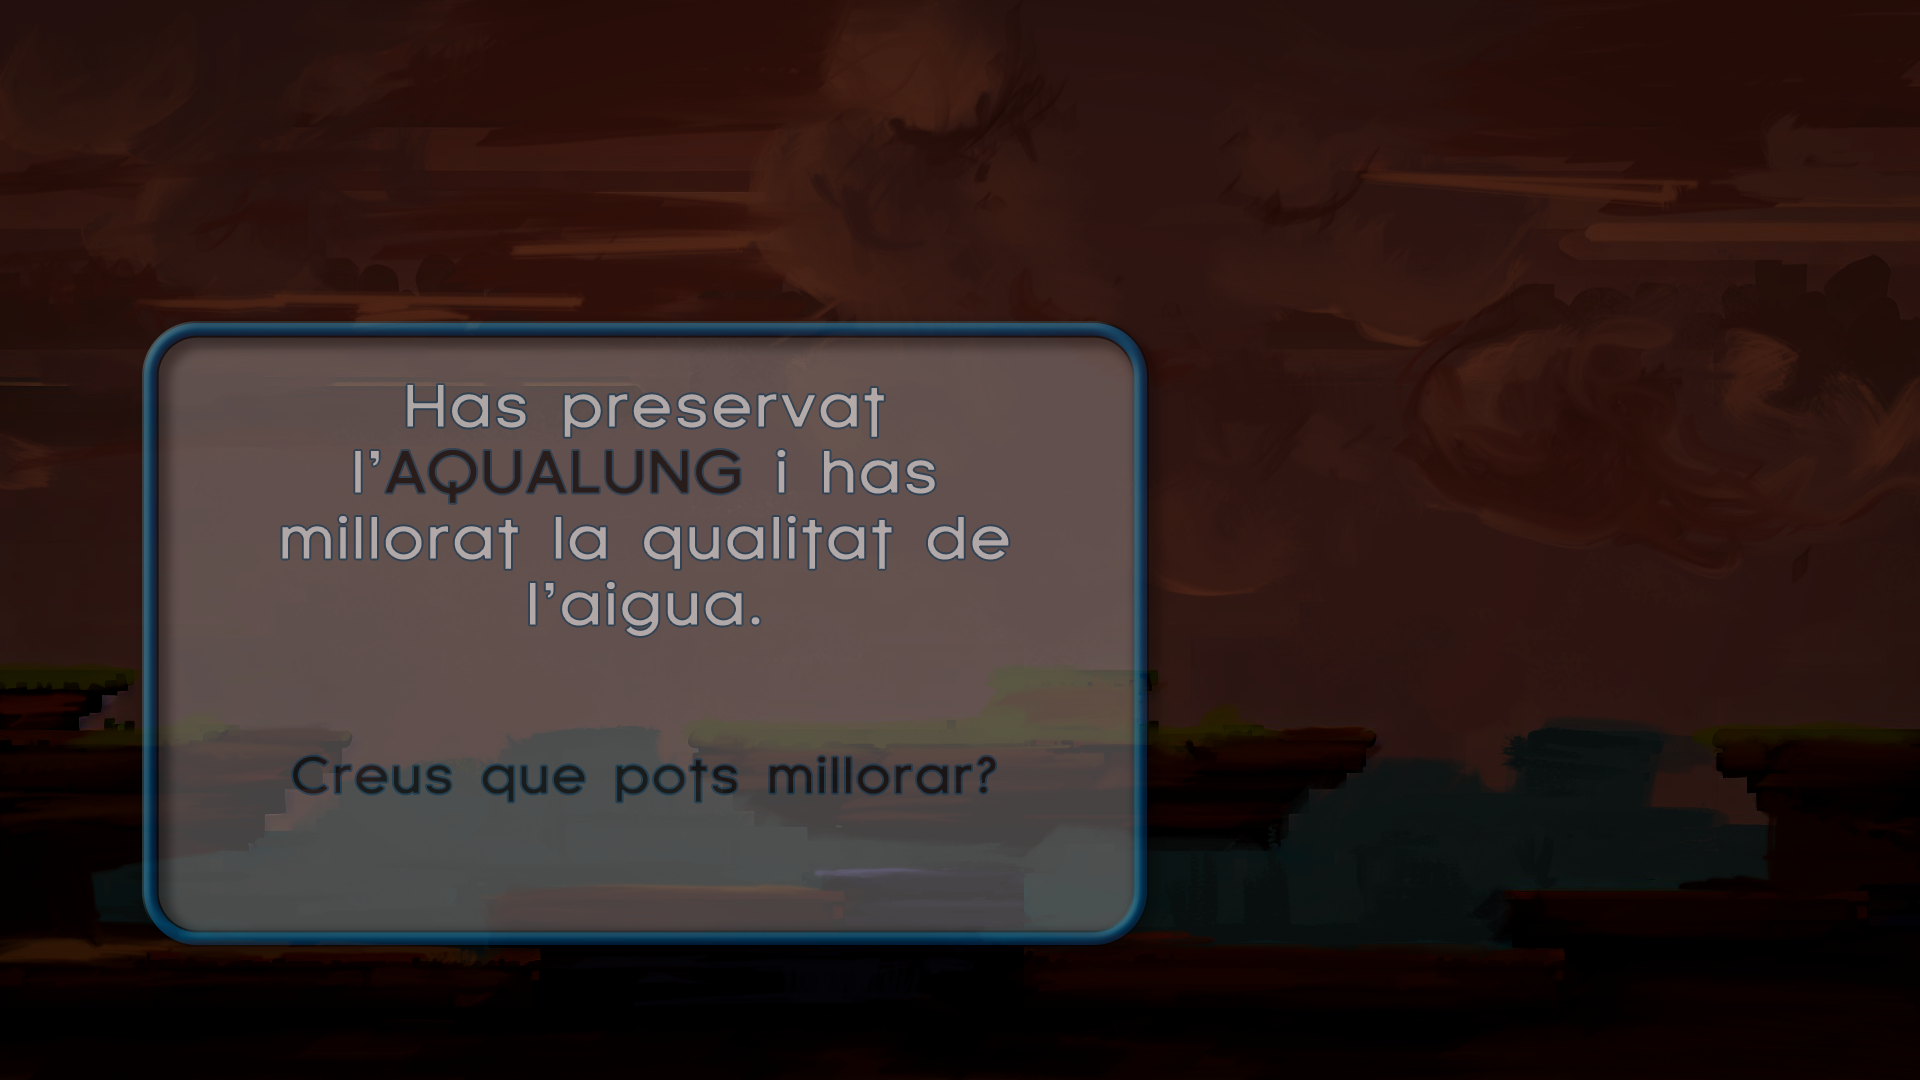 Has preservat
l’AQUALUNG i has
millorat la qualitat de
l’aigua.
Creus que pots millorar?